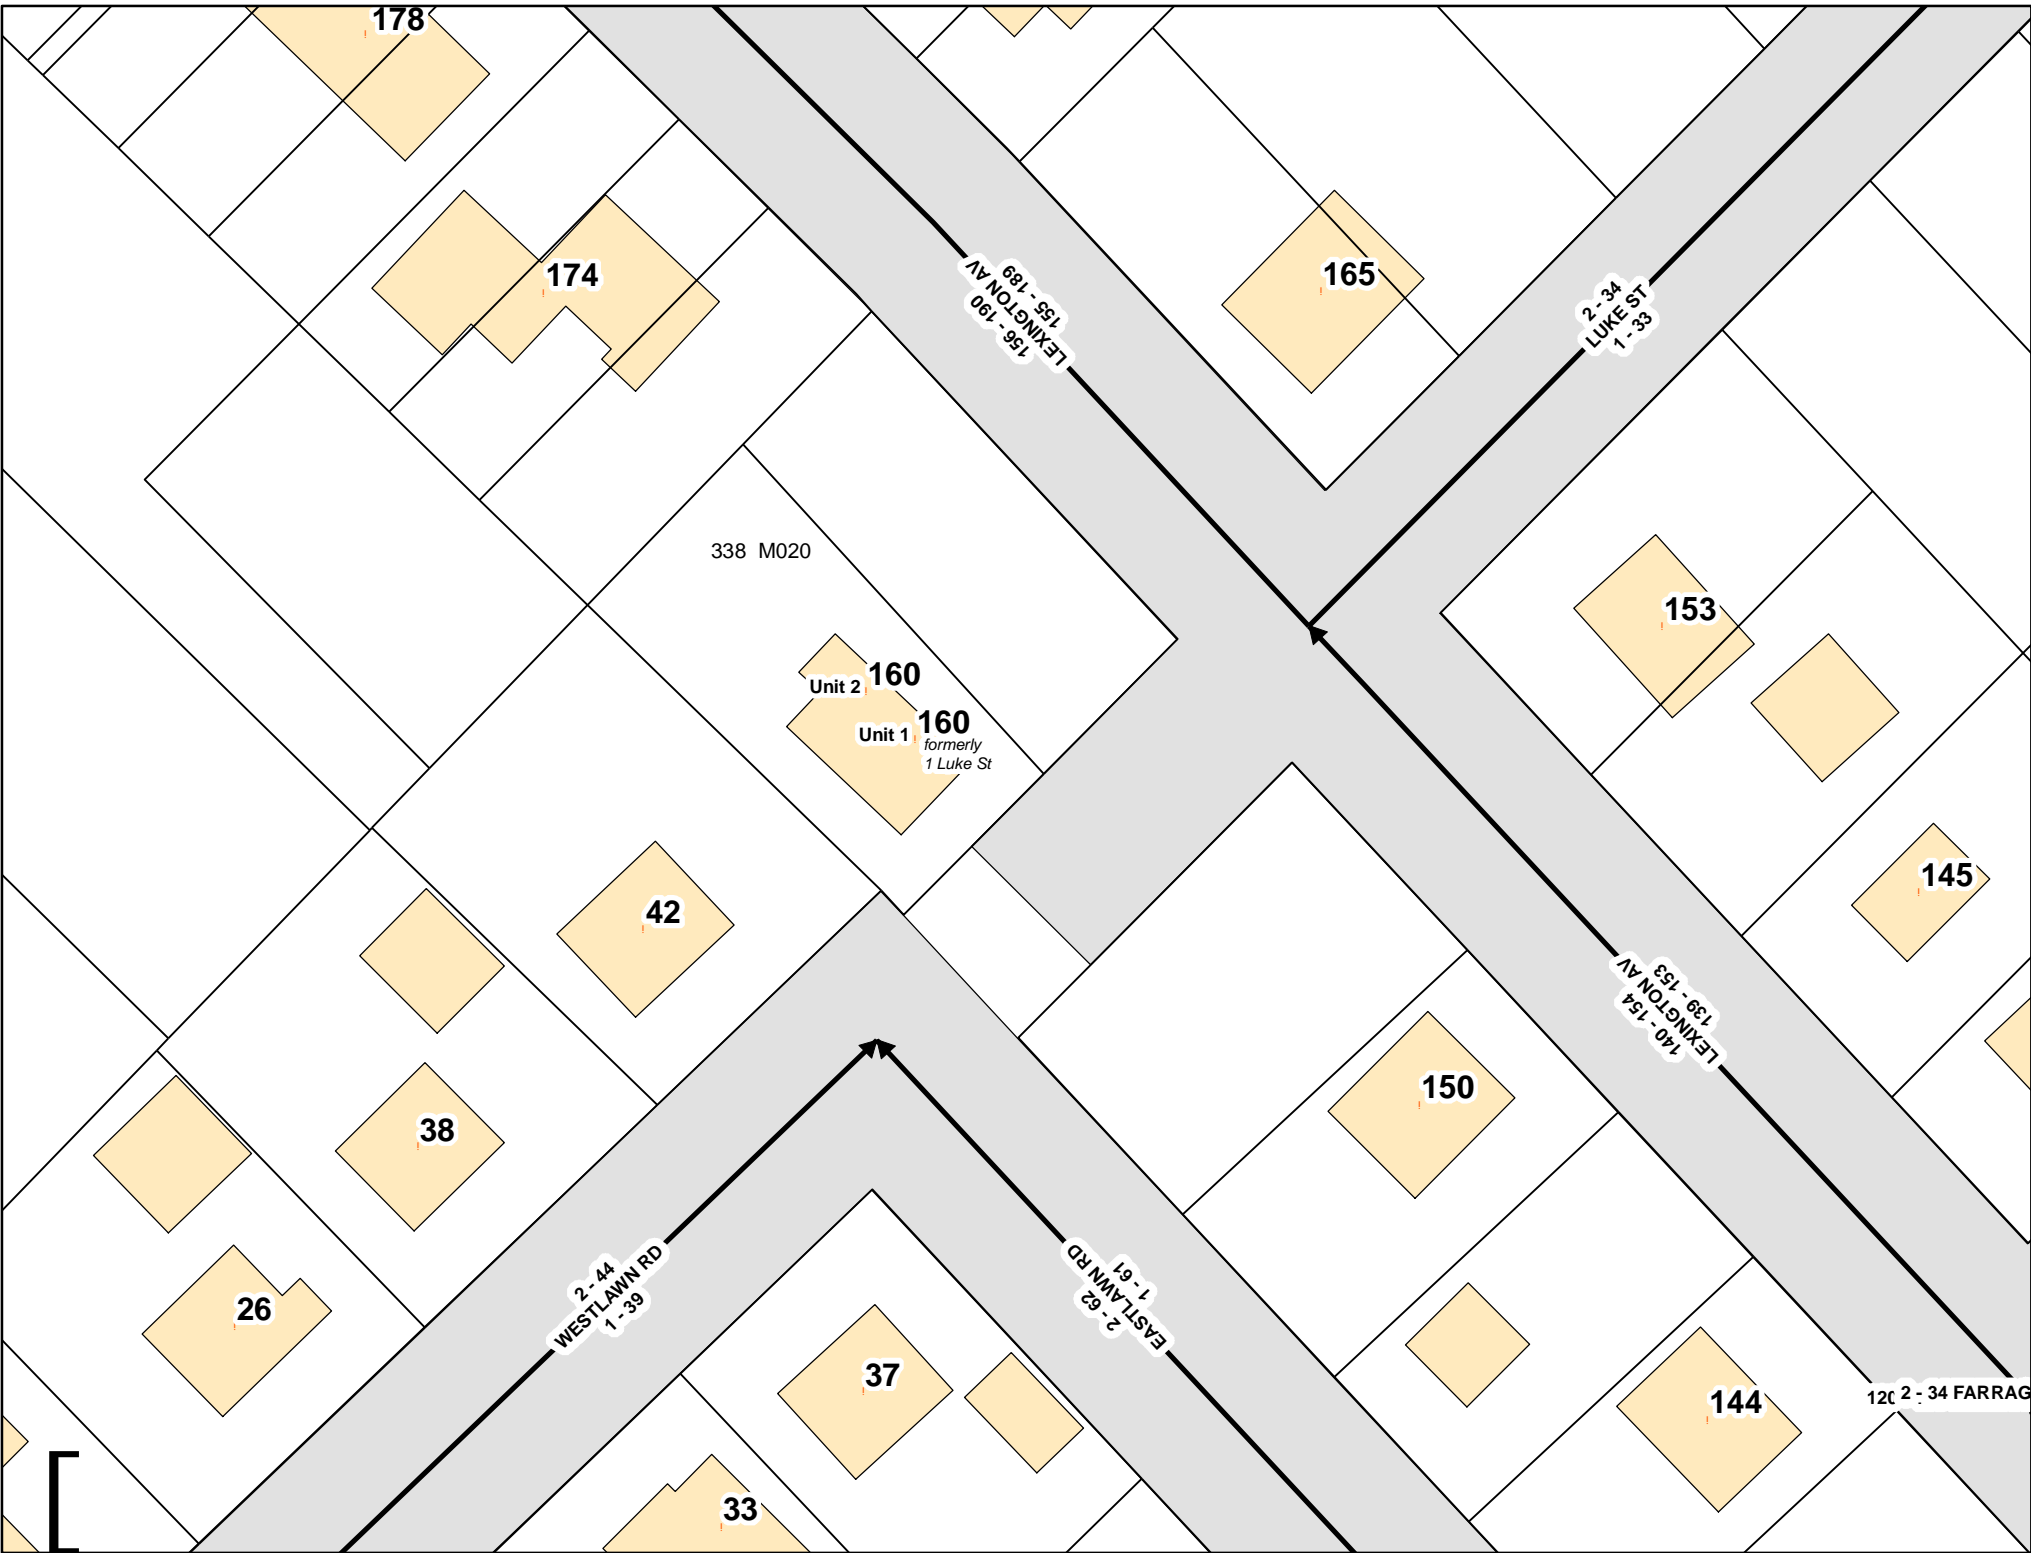 178
174
165
155 - 189
LEXINGTON AV
156 - 190
2 - 34
LUKE ST
1 - 33
338 M020
153
Unit 2 160
Unit 1 160
formerly
1 Luke St
145
42
139 - 153
LEXINGTON AV
140 - 154
150
38
2 - 44
WESTLAWN RD
1 - 39
1 - 61
EASTLAWN RD
2 - 62
26
37
144
120
2 - 34 FARRAG
33